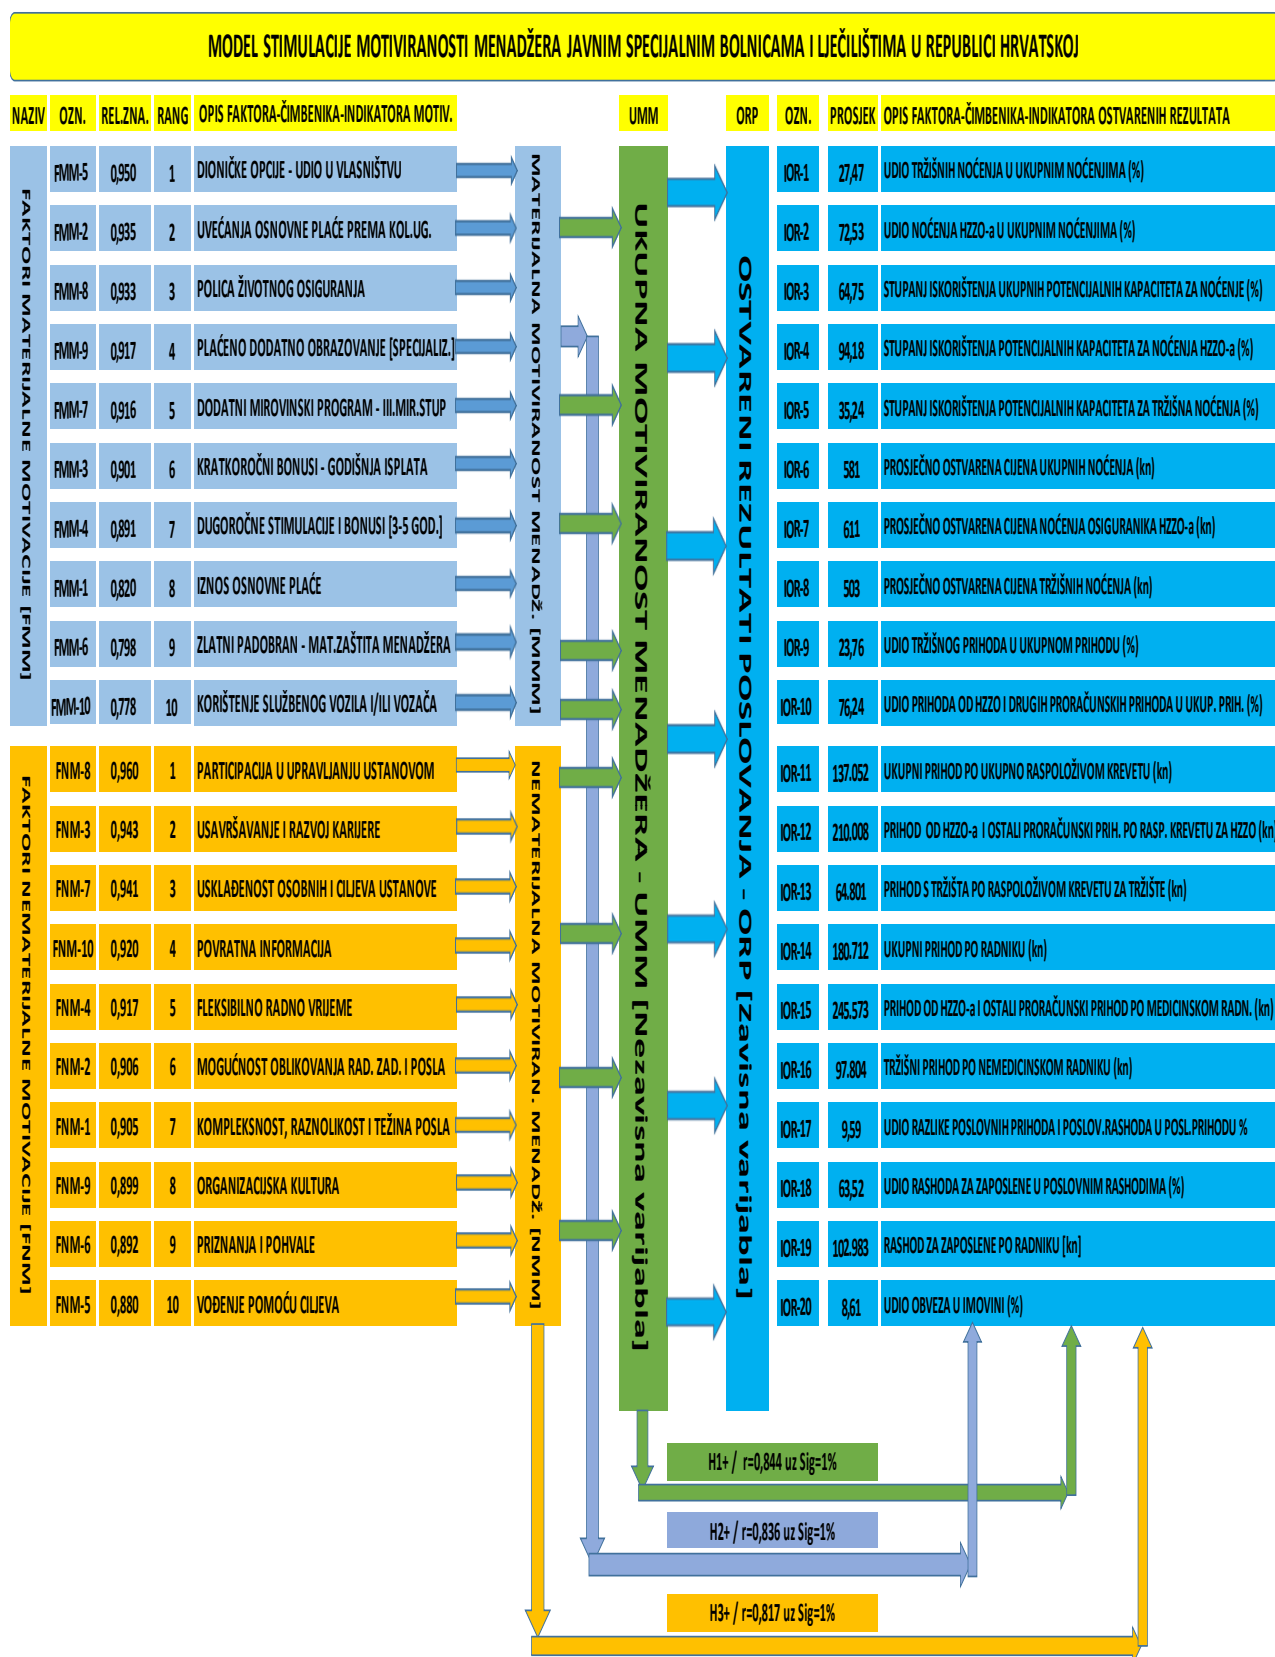 MODEL STIMULACIJE MOTIVIRANOSTI MENADŽERA JAVNIM SPECIJALNIM BOLNICAMA I LJEČILIŠTIMA U REPUBLICI HRVATSKOJ
NAZIV OZN. REL.ZNA. RANG OPIS FAKTORA-ČIMBENIKA-INDIKATORA MOTIV. UMM ORP OZN. PROSJEK OPIS FAKTORA-ČIMBENIKA-INDIKATORA OSTVARENIH REZULTATA
FAKTORI MATERIJALNE MOTIVACIJE [FMM]
FMM-5 0,950 1 DIONIČKE OPCIJE - UDIO U VLASNIŠTVU
FMM-2 0,935 2 UVEĆANJA OSNOVNE PLAĆE PREMA KOL.UG.
FMM-8 0,933 3 POLICA ŽIVOTNOG OSIGURANJA
FMM-9 0,917 4 PLAĆENO DODATNO OBRAZOVANJE [SPECIJALIZ.]
FMM-7 0,916 5 DODATNI MIROVINSKI PROGRAM - III.MIR.STUP
FMM-3 0,901 6 KRATKOROČNI BONUSI - GODIŠNJA ISPLATA
FMM-4 0,891 7 DUGOROČNE STIMULACIJE I BONUSI [3-5 GOD.]
FMM-1 0,820 8 IZNOS OSNOVNE PLAĆE
FMM-6 0,798 9 ZLATNI PADOBRAN - MAT.ZAŠTITA MENADŽERA
FMM-10 0,778 10 KORIŠTENJE SLUŽBENOG VOZILA I/ILI VOZAČA
FAKTORI NEMATERIJALNE MOTIVACIJE [FNM]
FNM-8 0,960 1 PARTICIPACIJA U UPRAVLJANJU USTANOVOM
FNM-3 0,943 2 USAVRŠAVANJE I RAZVOJ KARIJERE
FNM-7 0,941 3 USKLAĐENOST OSOBNIH I CILJEVA USTANOVE
FNM-10 0,920 4 POVRATNA INFORMACIJA
FNM-4 0,917 5 FLEKSIBILNO RADNO VRIJEME
FNM-2 0,906 6 MOGUĆNOST OBLIKOVANJA RAD. ZAD. I POSLA
FNM-1 0,905 7 KOMPLEKSNOST, RAZNOLIKOST I TEŽINA POSLA
FNM-9 0,899 8 ORGANIZACIJSKA KULTURA
FNM-6 0,892 9 PRIZNANJA I POHVALE
FNM-5 0,880 10 VOĐENJE POMOĆU CILJEVA
MATERIJALNA MOTIVIRANOST MENADŽ. [MMM]
NEMATERIJALNA MOTIVIRAN. MENADŽ. [NMM]
UKUPNA MOTIVIRANOST MENADŽERA - UMM [Nezavisna varijabla]
OSTVARENI REZULTATI POSLOVANJA - ORP [Zavisna varijabla]
IOR-1 27,47 UDIO TRŽIŠNIH NOĆENJA U UKUPNIM NOĆENJIMA (%)
IOR-2 72,53 UDIO NOĆENJA HZZO-a U UKUPNIM NOĆENJIMA (%)
IOR-3 64,75 STUPANJ ISKORIŠTENJA UKUPNIH POTENCIJALNIH KAPACITETA ZA NOĆENJE (%)
IOR-4 94,18 STUPANJ ISKORIŠTENJA POTENCIJALNIH KAPACITETA ZA NOĆENJA HZZO-a (%)
IOR-5 35,24 STUPANJ ISKORIŠTENJA POTENCIJALNIH KAPACITETA ZA TRŽIŠNA NOĆENJA (%)
IOR-6 581 PROSJEČNO OSTVARENA CIJENA UKUPNIH NOĆENJA (kn)
IOR-7 611 PROSJEČNO OSTVARENA CIJENA NOĆENJA OSIGURANIKA HZZO-a (kn)
IOR-8 503 PROSJEČNO OSTVARENA CIJENA TRŽIŠNIH NOĆENJA (kn)
IOR-9 23,76 UDIO TRŽIŠNOG PRIHODA U UKUPNOM PRIHODU (%)
IOR-10 76,24 UDIO PRIHODA OD HZZO I DRUGIH PRORAČUNSKIH PRIHODA U UKUP. PRIH. (%)
IOR-11 137.052 UKUPNI PRIHOD PO UKUPNO RASPOLOŽIVOM KREVETU (kn)
IOR-12 210.008 PRIHOD OD HZZO-a I OSTALI PRORAČUNSKI PRIH. PO RASP. KREVETU ZA HZZO (kn)
IOR-13 64.801 PRIHOD S TRŽIŠTA PO RASPOLOŽIVOM KREVETU ZA TRŽIŠTE (kn)
IOR-14 180.712 UKUPNI PRIHOD PO RADNIKU (kn)
IOR-15 245.573 PRIHOD OD HZZO-a I OSTALI PRORAČUNSKI PRIHOD PO MEDICINSKOM RADN. (kn)
IOR-16 97.804 TRŽIŠNI PRIHOD PO NEMEDICINSKOM RADNIKU (kn)
IOR-17 9,59 UDIO RAZLIKE POSLOVNIH PRIHODA I POSLOV.RASHODA U POSL.PRIHODU %
IOR-18 63,52 UDIO RASHODA ZA ZAPOSLENE U POSLOVNIM RASHODIMA (%)
IOR-19 102.983 RASHOD ZA ZAPOSLENE PO RADNIKU [kn]
IOR-20 8,61 UDIO OBVEZA U IMOVINI (%)
H1+ / r=0,844 uz Sig=1%
H2+ / r=0,836 uz Sig=1%
H3+ / r=0,817 uz Sig=1%